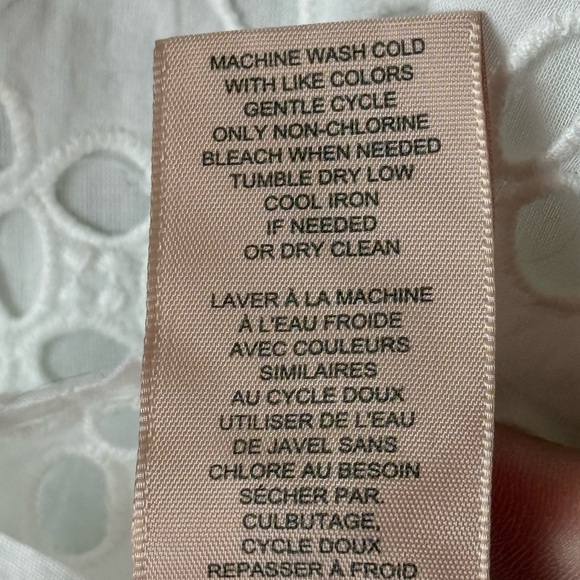 MACHINE WASH COLD
WITH LIKE COLORS
GENTLE CYCLE
ONLY NON-CHLORINE
BLEACH WHEN NEEDED
TUMBLE DRY LOW
COOL IRON
IF NEEDED
OR DRY CLEAN
LAVER À LA MACHINE
À L'EAU FROIDE
AVEC COULEURS
SIMILAIRES
AU CYCLE DOUX
UTILISER DE L'EAU
DE JAVEL SANS
CHLORE AU BESOIN
SÉCHER PAR
CULBUTAGE,
CYCLE DOUX
REPASSER À FROID